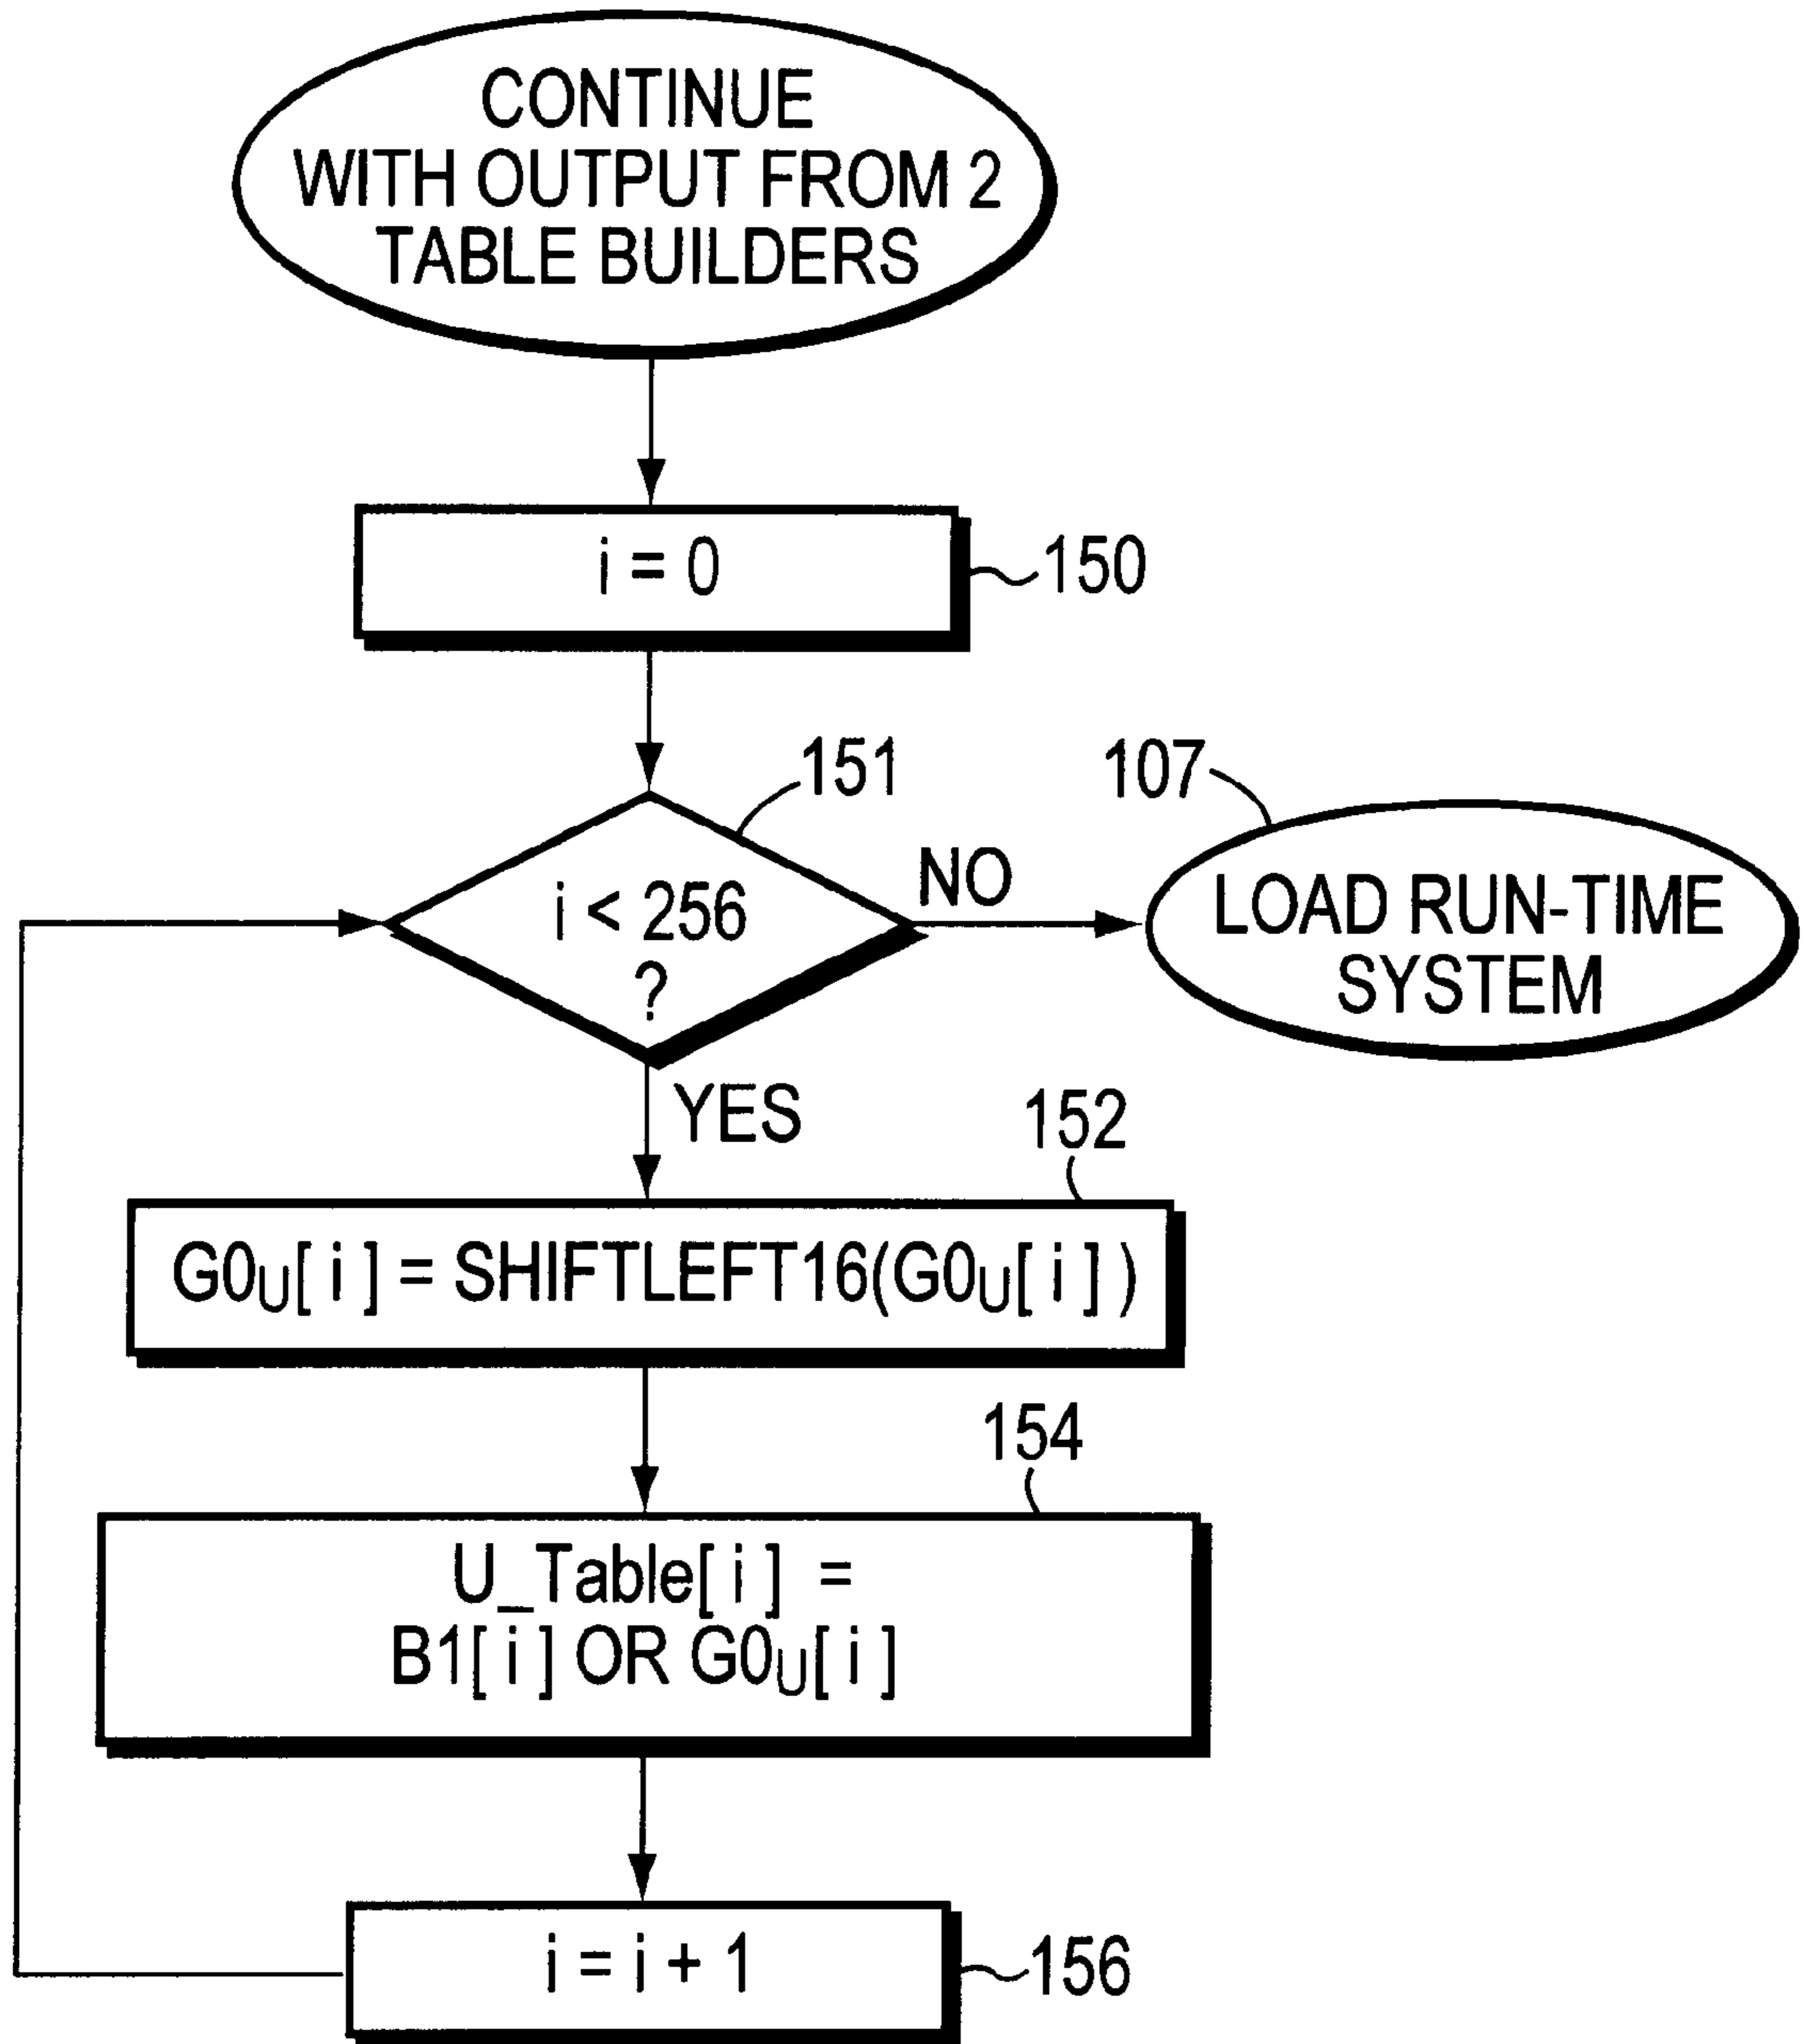 CONTINUE
WITH OUTPUT FROM 2
TABLE BUILDERS
i = 0
150
151
107
i < 256
?
NO
LOAD RUN-TIME
SYSTEM
YES
152
G0U[ i ] = SHIFTLEFT16(G0U[ i ] )
154
U_Table[ i ] =
B1[ i ] OR G0U[ i ]
i = i + 1
156